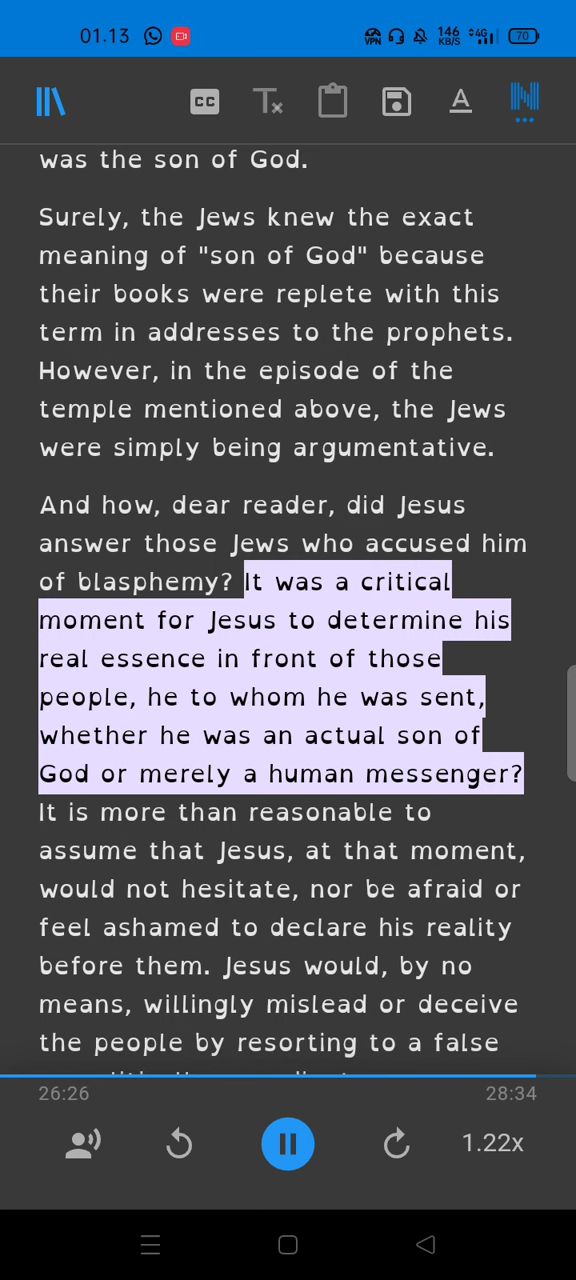 01.13
VPN
146
KB/S
4G
70
CC
was the son of God.
Surely, the Jews knew the exact
meaning of "son of God" because
their books were replete with this
term in addresses to the prophets.
However, in the episode of the
temple mentioned above, the Jews
were simply being argumentative.
And how, dear reader, did Jesus
answer those Jews who accused him
of blasphemy? It was a critical
moment for Jesus to determine his
real essence in front of those
people, he to whom he was sent,
whether he was an actual son of
God or merely a human messenger?
It is more than reasonable to
assume that Jesus, at that moment,
would not hesitate, nor be afraid or
feel ashamed to declare his reality
before them. Jesus would, by no
means, willingly mislead or deceive
the people by resorting to a false
26:26
28:34
1.22x